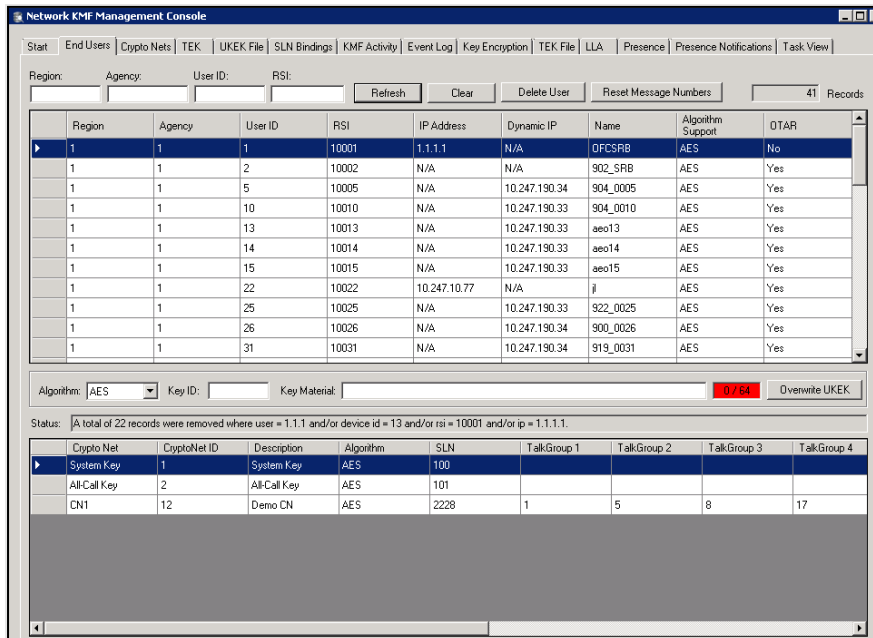 Network KMF Management Console
Start End Users Crypto Nets TEK UKEK File SLN Bindings KMF Activity Event Log Key Encryption TEK File LLA Presence Presence Notifications Task View
Region: Agency: User ID: RSI:
Refresh Clear Delete User Reset Message Numbers 41 Records
Region Agency User ID RSI IP Address Dynamic IP Name Algorithm Support OTAR
1 1 1 10001 1.1.1.1 N/A OFCSRB AES No
1 1 2 10002 N/A N/A 902_SRB AES Yes
1 1 5 10005 N/A 10.247.190.34 904_0005 AES Yes
1 1 10 10010 N/A 10.247.190.33 904_0010 AES Yes
1 1 13 10013 N/A 10.247.190.33 aeo13 AES Yes
1 1 14 10014 N/A 10.247.190.33 aeo14 AES Yes
1 1 15 10015 N/A 10.247.190.33 aeo15 AES Yes
1 1 22 10022 10.247.10.77 N/A jl AES Yes
1 1 25 10025 N/A 10.247.190.33 922_0025 AES Yes
1 1 26 10026 N/A 10.247.190.34 900_0026 AES Yes
1 1 31 10031 N/A 10.247.190.34 919_0031 AES Yes
Algorithm: AES Key ID: Key Material: 0 / 64 Overwrite UKEK
Status: A total of 22 records were removed where user = 1.1.1 and/or device id = 13 and/or rsi = 10001 and/or ip = 1.1.1.1.
Crypto Net CryptoNet ID Description Algorithm SLN TalkGroup 1 TalkGroup 2 TalkGroup 3 TalkGroup 4
System Key 1 System Key AES 100
All-Call Key 2 All-Call Key AES 101
CN1 12 Demo CN AES 2228 1 5 8 17